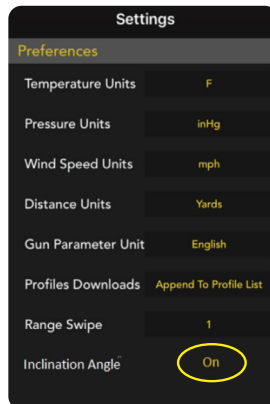 Settings
Preferences
Temperature Units F
Pressure Units inHg
Wind Speed Units mph
Distance Units Yards
Gun Parameter Unit English
Profiles Downloads Append To Profile List
Range Swipe 1
Inclination Angle On